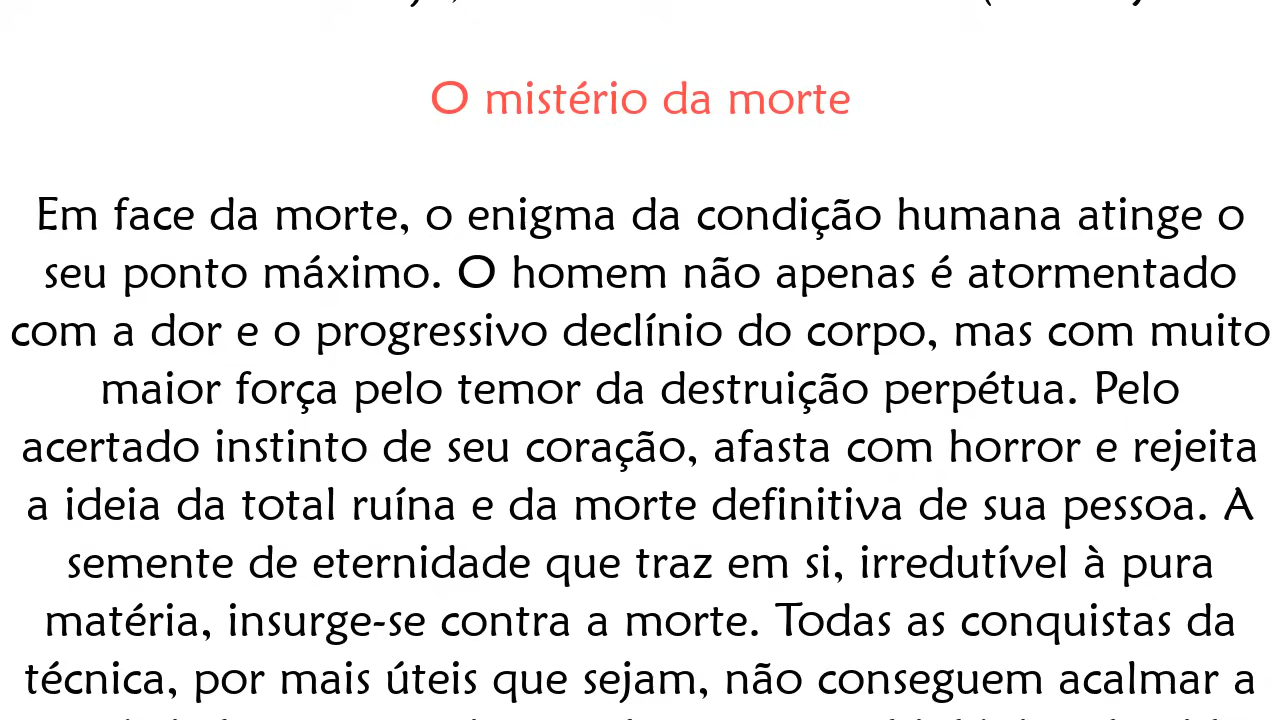 O mistério da morte
Em face da morte, o enigma da condição humana atinge o
seu ponto máximo. O homem não apenas é atormentado
com a dor e o progressivo declínio do corpo, mas com muito
maior força pelo temor da destruição perpétua. Pelo
acertado instinto de seu coração, afasta com horror e rejeita
a ideia da total ruína e da morte definitiva de sua pessoa. A
semente de eternidade que traz em si, irredutível à pura
matéria, insurge-se contra a morte. Todas as conquistas da
técnica, por mais úteis que sejam, não conseguem acalmar a